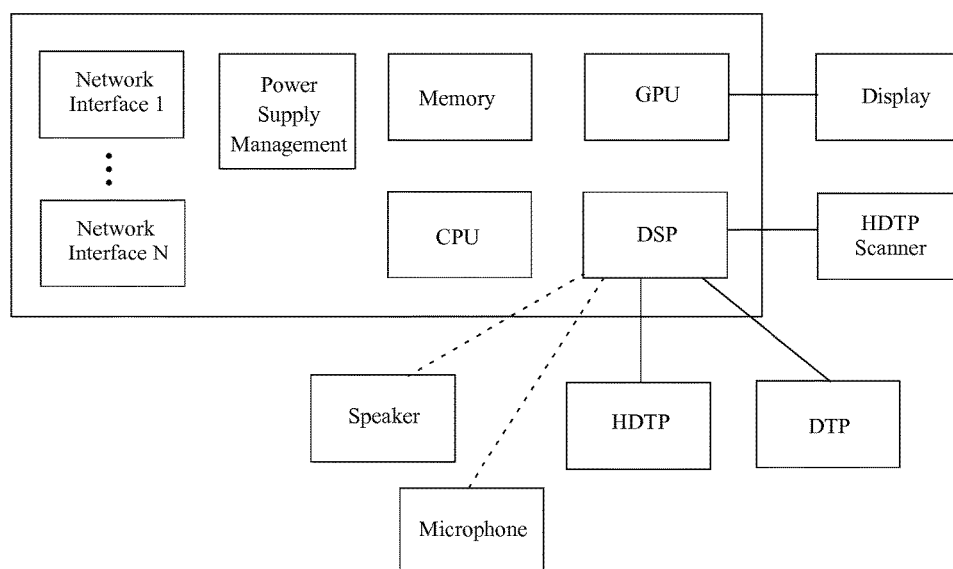 Network
Interface 1
Power
Supply
Management
Memory
GPU
Display
Network
Interface N
CPU
DSP
HDTP
Scanner
Speaker
HDTP
DTP
Microphone